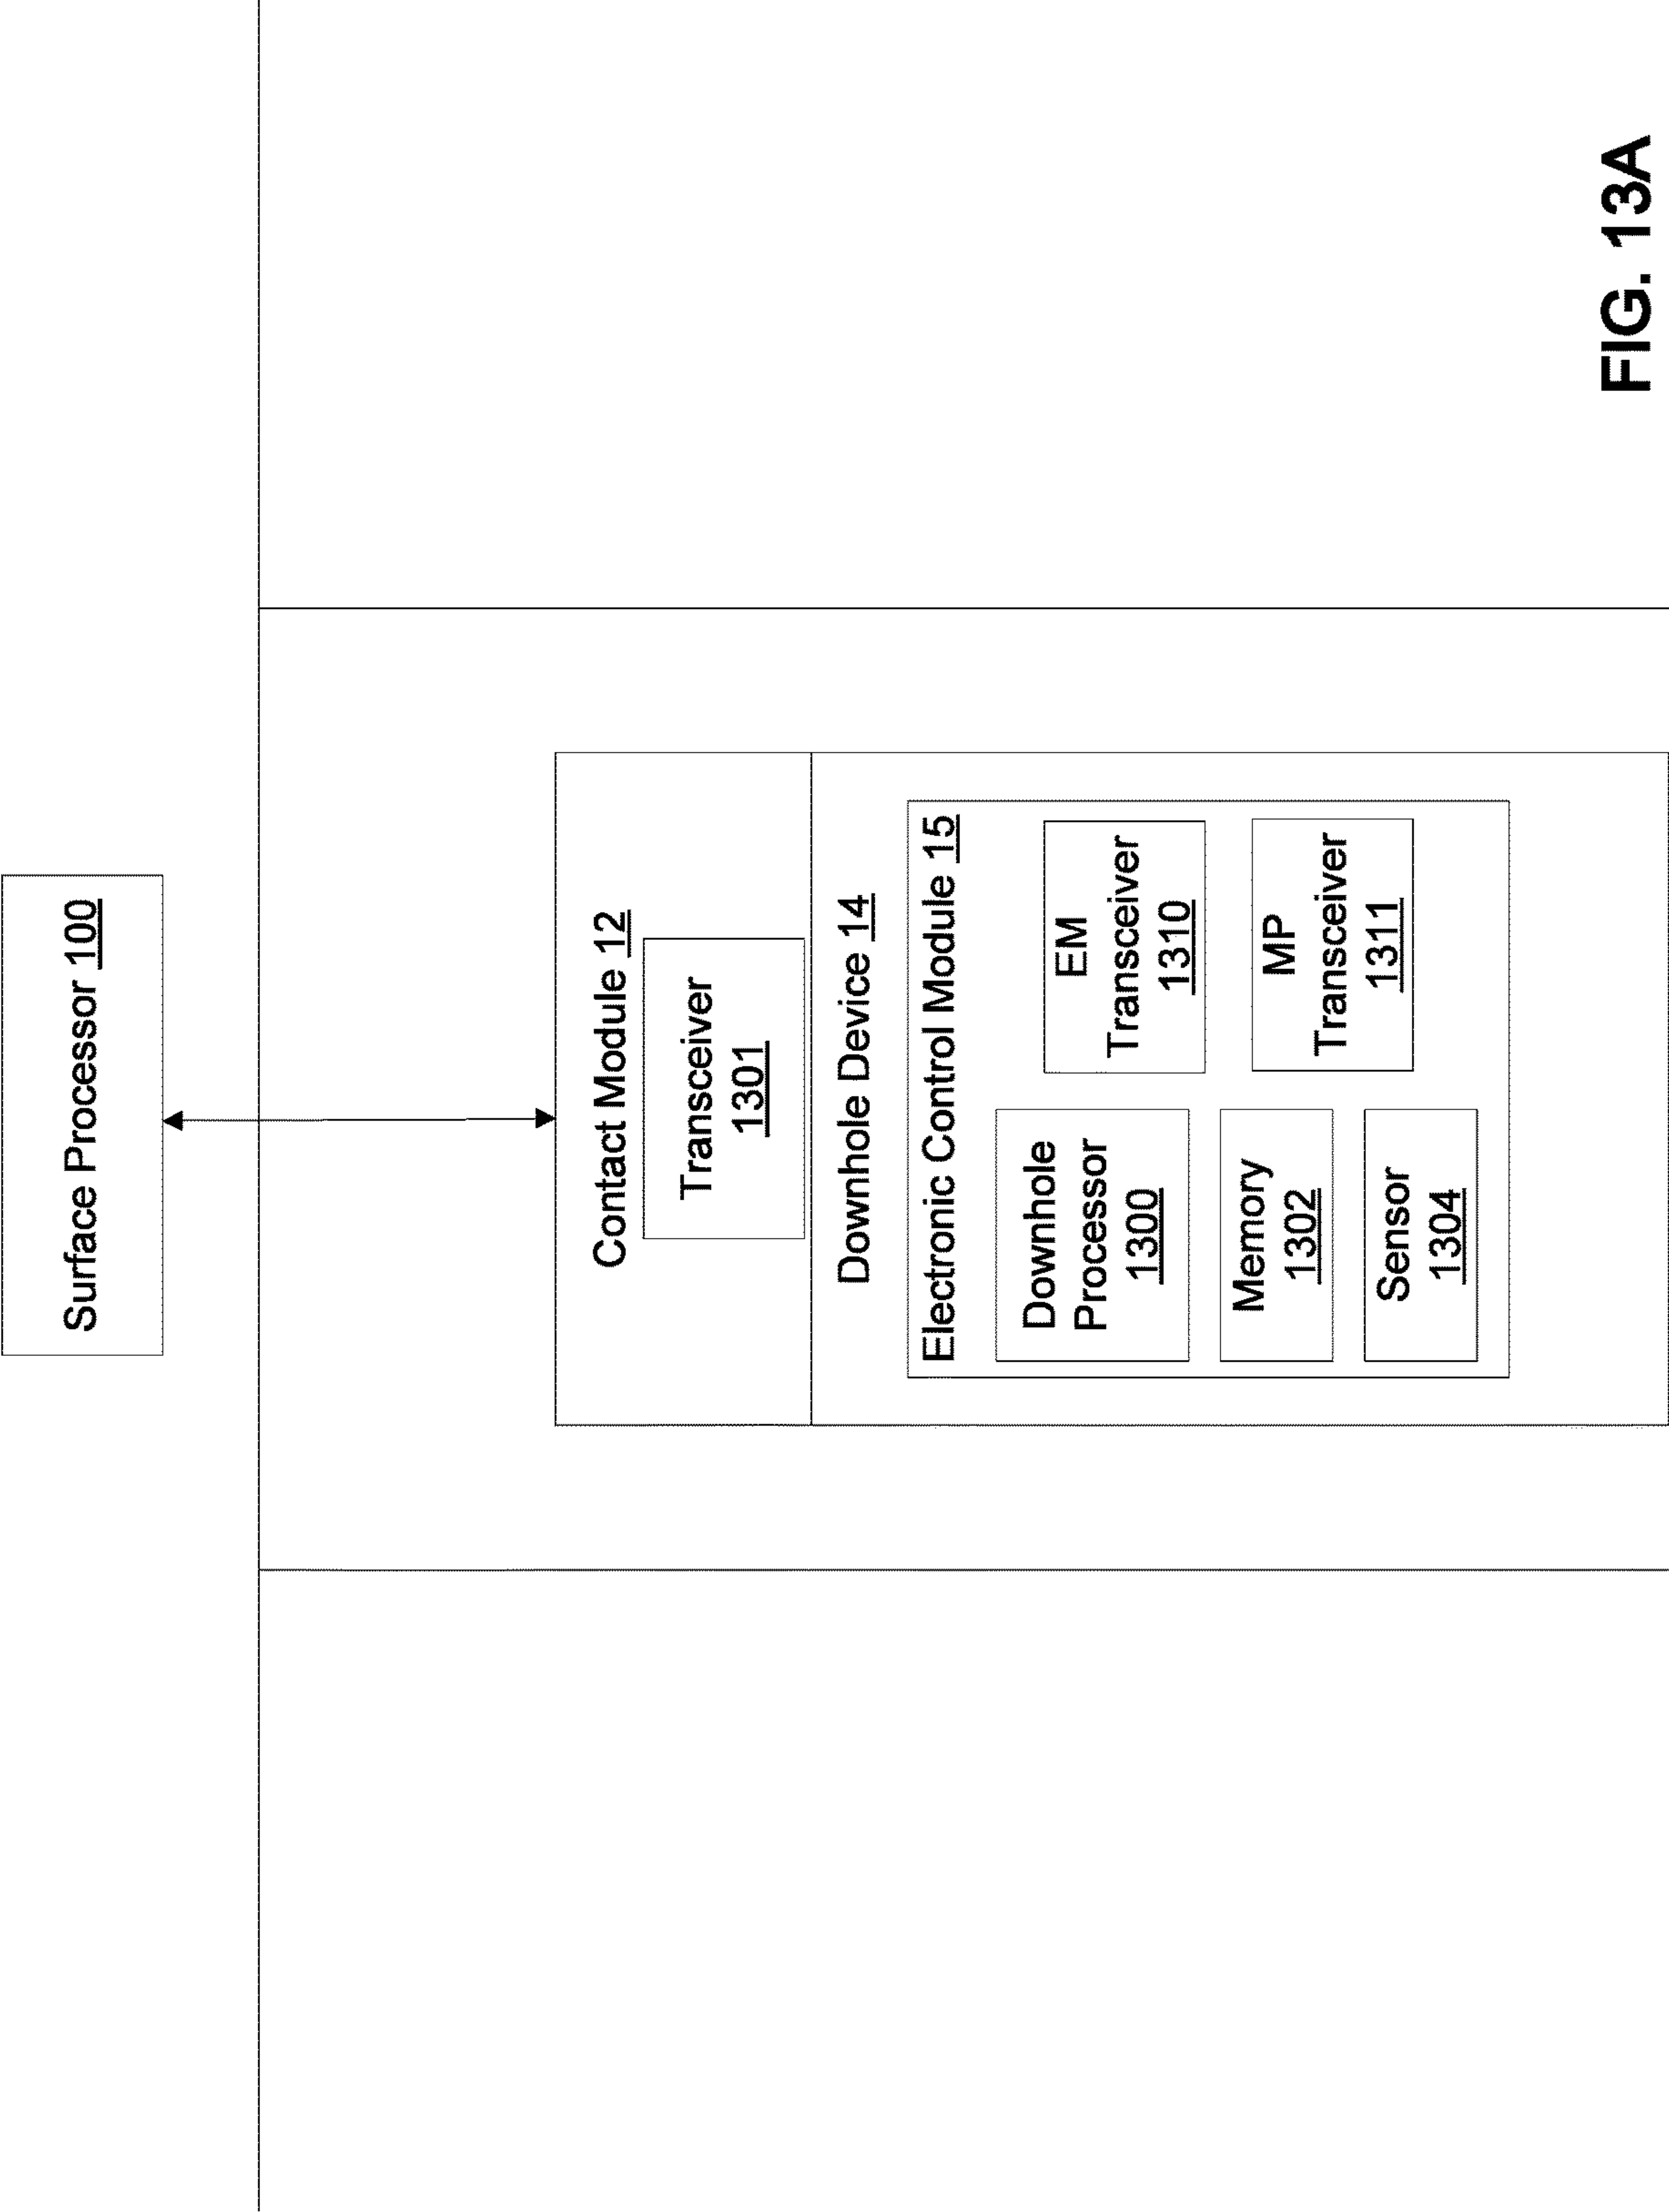 Surface Processor 100
Contact Module 12
Transceiver
1301
Downhole Device 14
Electronic Control Module 15
Downhole
Processor
1300
EM
Transceiver
1310
Memory
1302
MP
Transceiver
1311
Sensor
1304
FIG. 13A